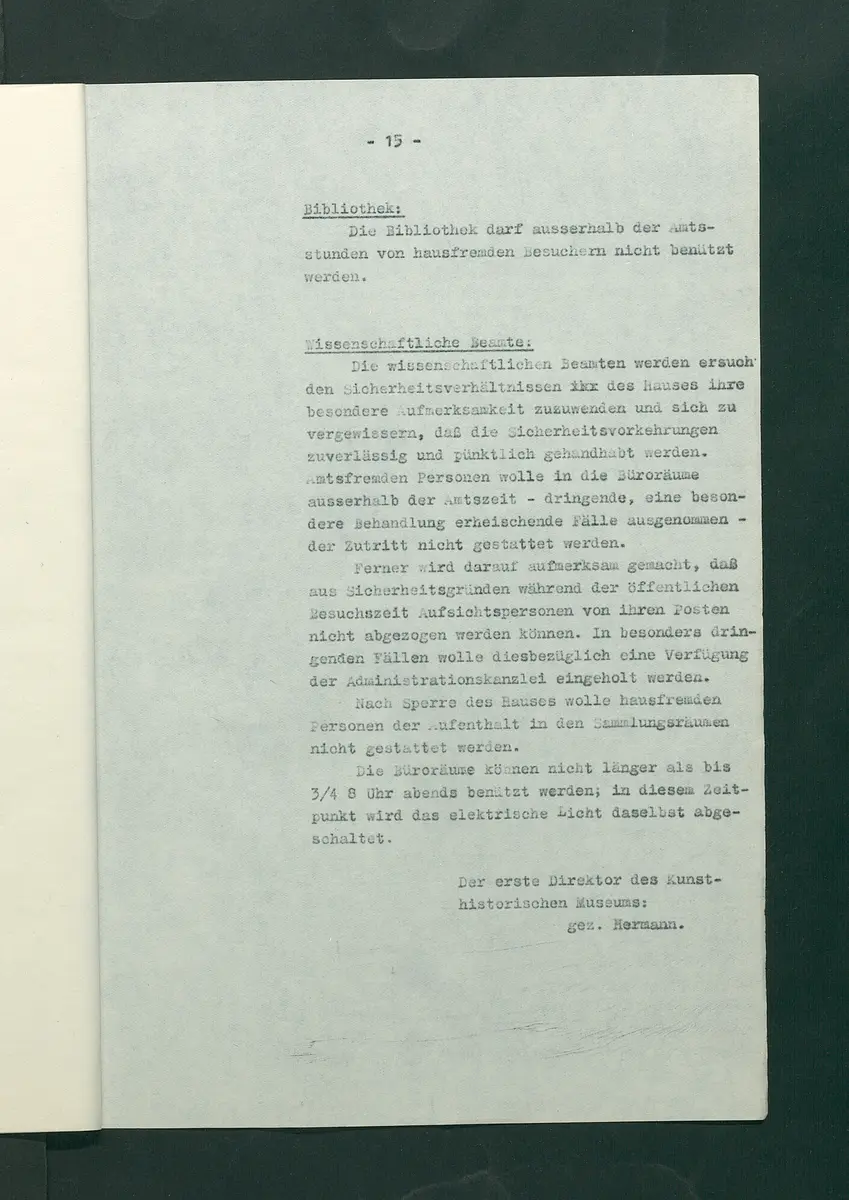 - 15 -
Bibliothek:
Die Bibliothek darf ausserhalb der Amts-
stunden von hausfremden Besuchern nicht benützt
werden.
Wissenschaftliche Beamte:
Die wissenschaftlichen Beamten werden ersuch
den Sicherheitsverhältnissen ihr des Hauses ihre
besondere Aufmerksamkeit zuzuwenden und sich zu
vergewissern, daß die Sicherheitsvorkehrungen
zuverlässig und pünktlich gehandhabt werden.
Amtsfremden Personen wolle in die Büroräume
ausserhalb der Amtszeit - dringende, eine beson-
dere Behandlung erheischende Fälle ausgenommen -
der Zutritt nicht gestattet werden.
Ferner wird darauf aufmerksam gemacht, daß
aus Sicherheitsgründen während der öffentlichen
Besuchszeit Aufsichtspersonen von ihren Posten
nicht abgezogen werden können. In besonders drin-
genden Fällen wolle diesbezüglich eine Verfügung
der Administrationskanzlei eingeholt werden.
Nach Sperre des Hauses wolle hausfremden
Personen der Aufenthalt in den Sammlungsräumen
nicht gestattet werden.
Die Büroräume können nicht länger als bis
3/4 8 Uhr abends benützt werden; in diesem Zeit-
punkt wird das elektrische Licht daselbst abge-
schaltet.
Der erste Direktor des Kunst-
historischen Museums:
gez. Hermann.